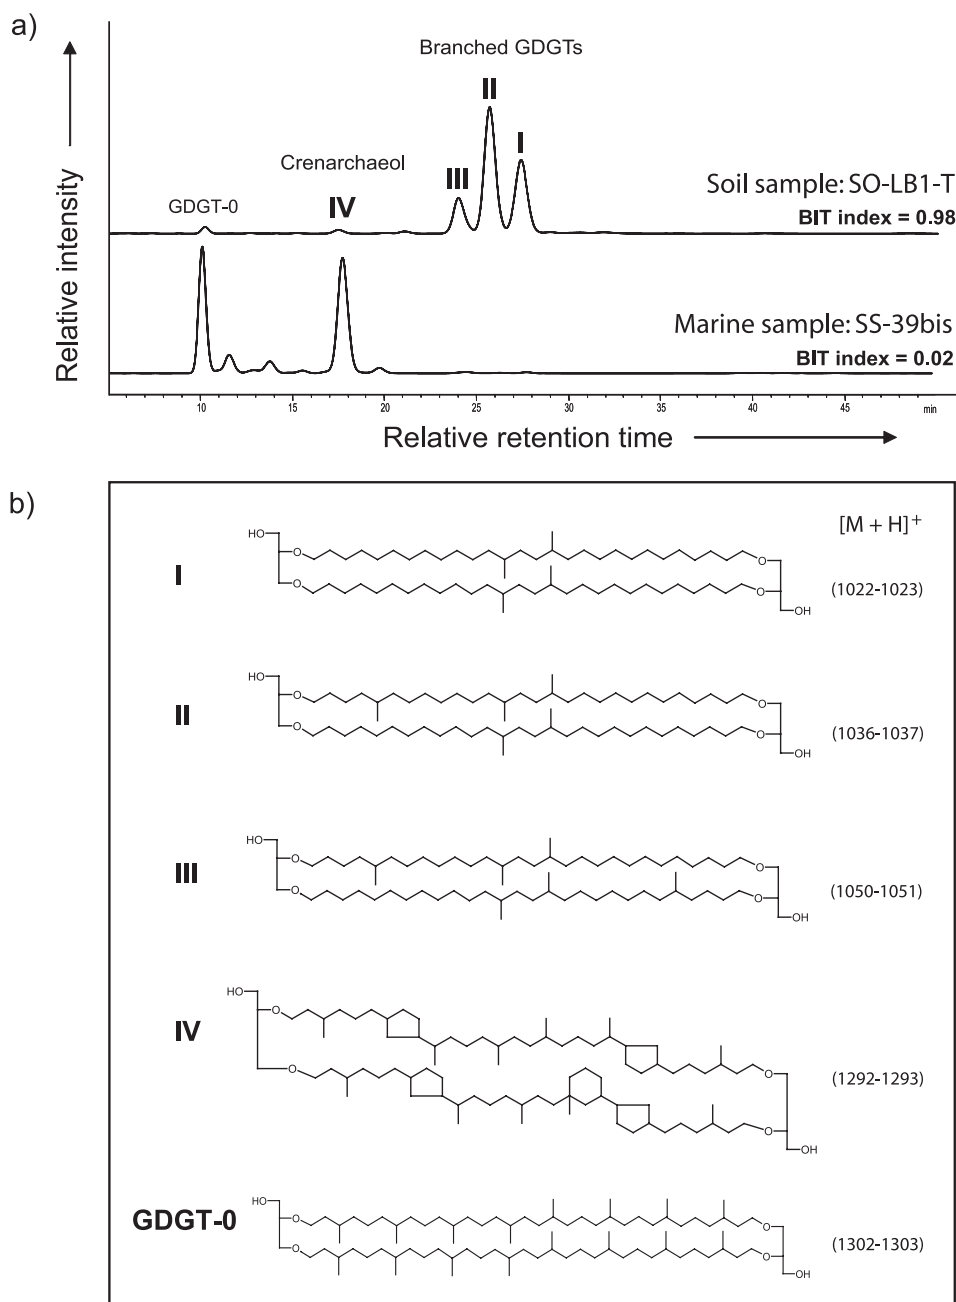 a)
Branched GDGTs
II
I
Crenarchaeol
III
Soil sample: SO-LB1-T
GDGT-0
IV
BIT index = 0.98
Relative intensity
Marine sample: SS-39bis
BIT index = 0.02
10 15 20 25 30 35 40 45 min
Relative retention time
b)
[M + H]+
HO
O
O
I
O
O
(1022-1023)
OH
HO
O
O
II
O
O
(1036-1037)
OH
HO
O
O
III
O
O
(1050-1051)
OH
HO
O
IV
O
O
(1292-1293)
O
OH
HO
GDGT-0
O
O
O
O
(1302-1303)
OH